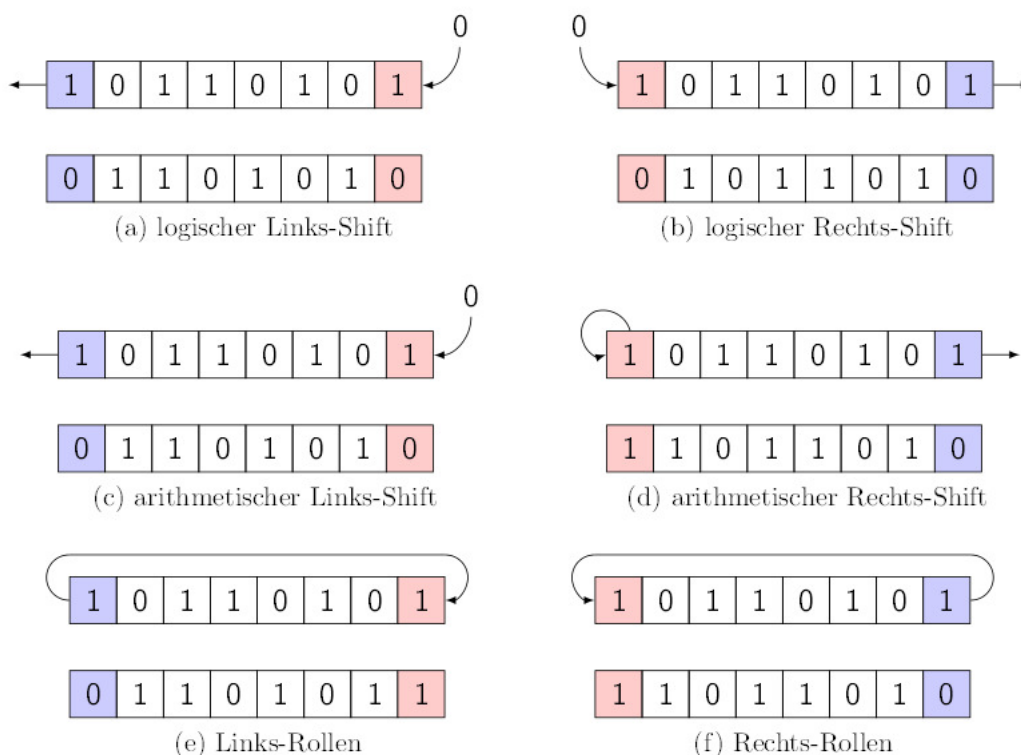 0
1 0 1 1 0 1 0 1
0 1 1 0 1 0 1 0
(a) logischer Links-Shift
0
1 0 1 1 0 1 0 1
0 1 0 1 1 0 1 0
(b) logischer Rechts-Shift
0
1 0 1 1 0 1 0 1
0 1 1 0 1 0 1 0
(c) arithmetischer Links-Shift
1 0 1 1 0 1 0 1
1 1 0 1 1 0 1 0
(d) arithmetischer Rechts-Shift
1 0 1 1 0 1 0 1
0 1 1 0 1 0 1 1
(e) Links-Rollen
1 0 1 1 0 1 0 1
1 1 0 1 1 0 1 0
(f) Rechts-Rollen